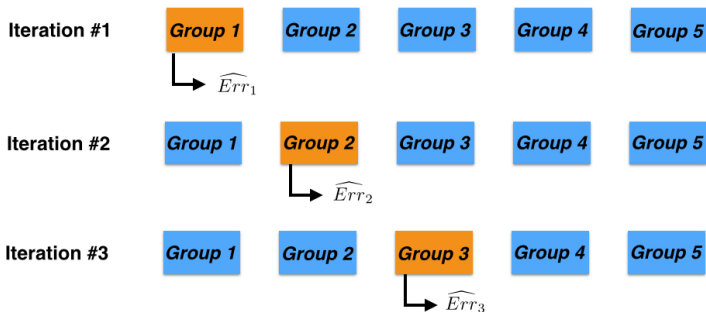 Iteration #1 Group 1 Group 2 Group 3 Group 4 Group 5
$\widehat{Err}_1$
Iteration #2 Group 1 Group 2 Group 3 Group 4 Group 5
$\widehat{Err}_2$
Iteration #3 Group 1 Group 2 Group 3 Group 4 Group 5
$\widehat{Err}_3$